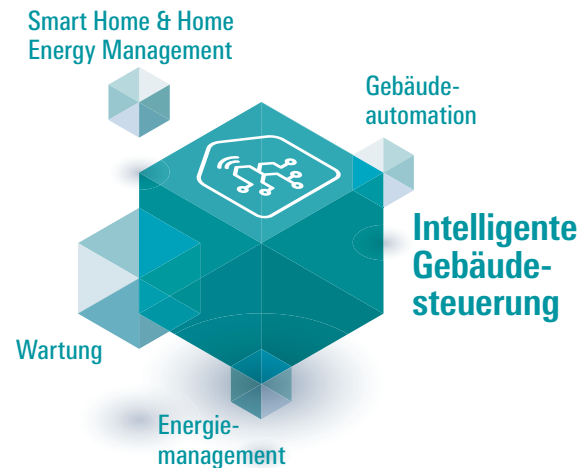 Smart Home & Home
Energy Management
Gebäude-
automation
Intelligente
Gebäude-
steuerung
Wartung
Energie-
management